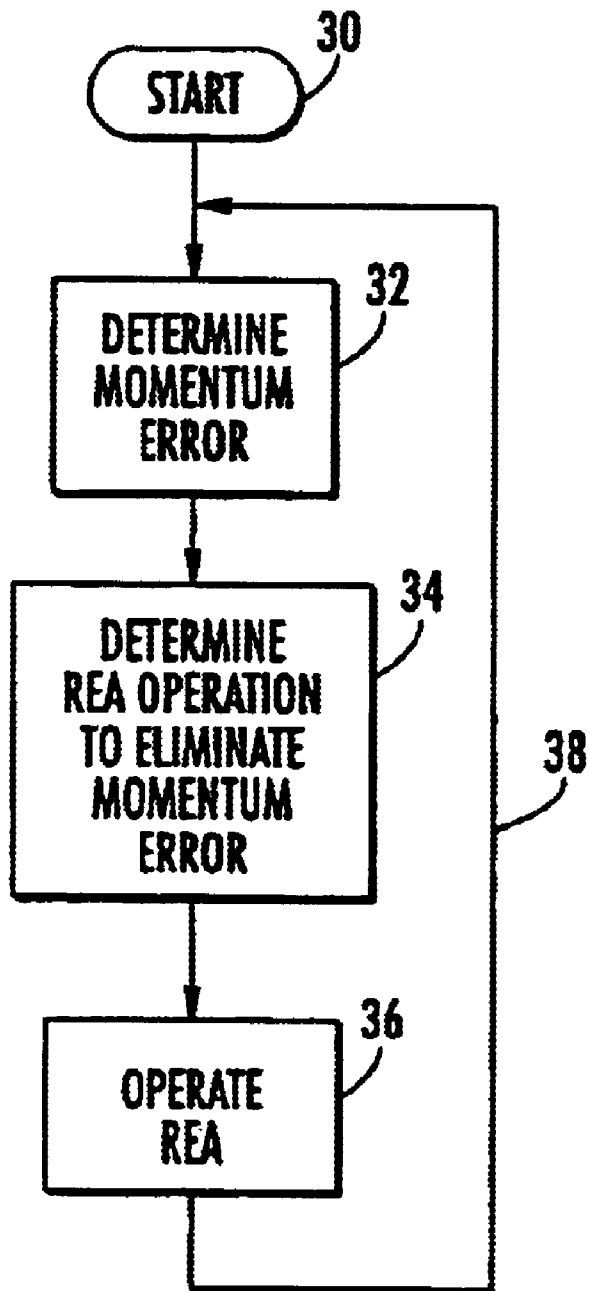 30
START
32
DETERMINE
MOMENTUM
ERROR
34
DETERMINE
REA OPERATION
TO ELIMINATE
MOMENTUM
ERROR
38
36
OPERATE
REA